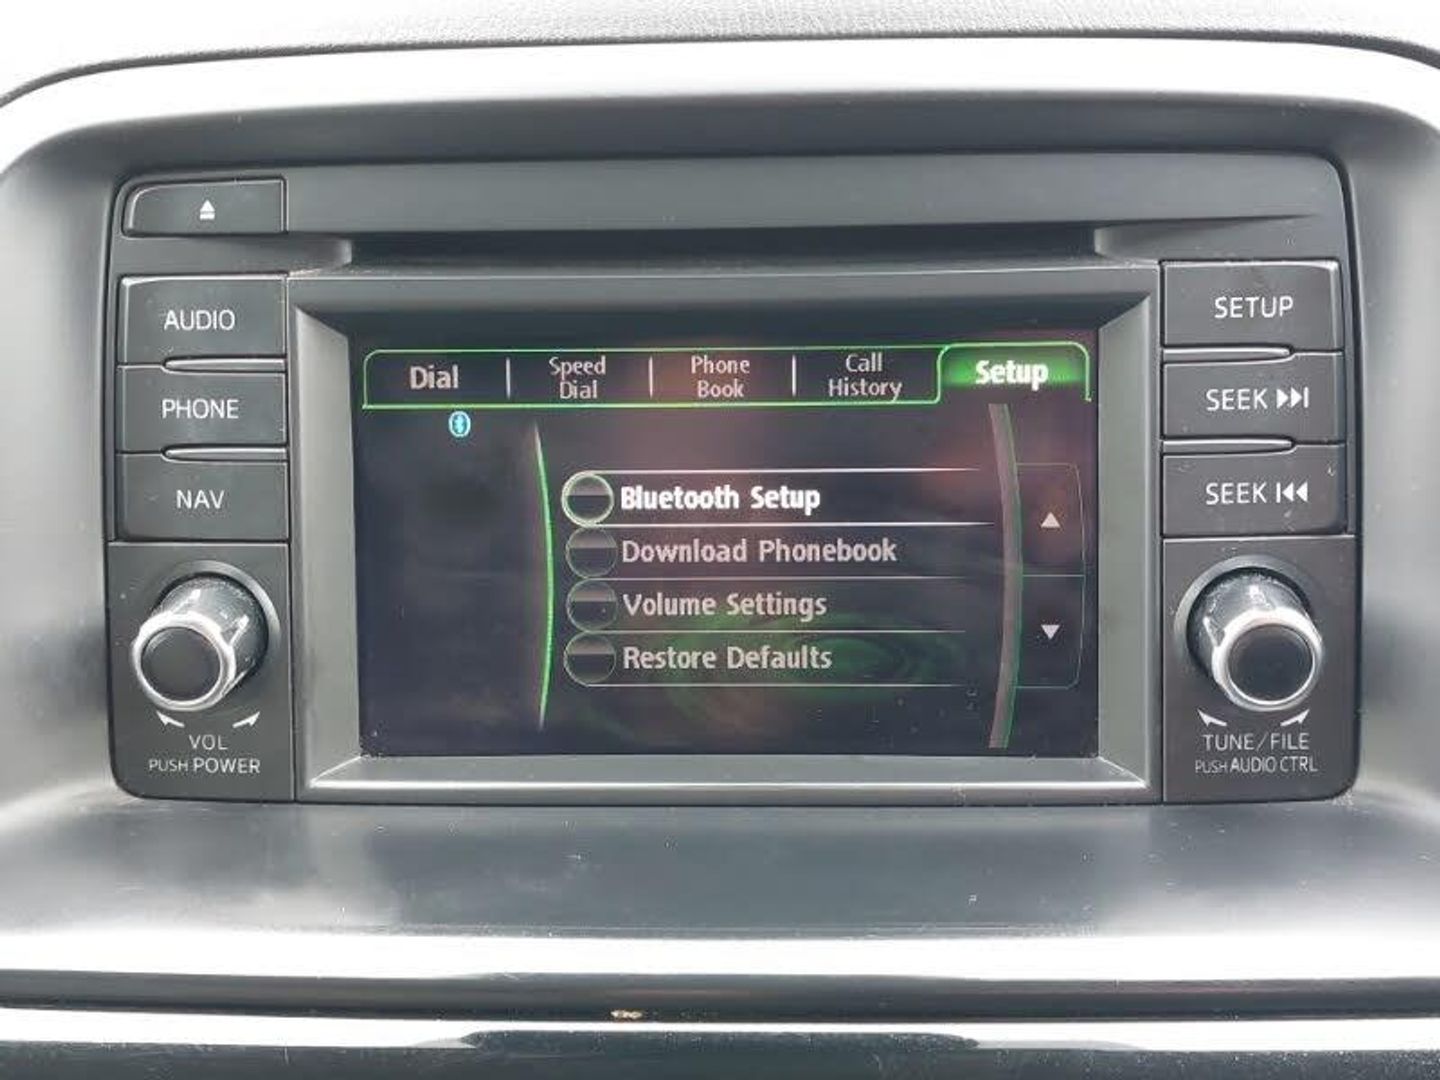 AUDIO
PHONE
NAV
VOL
PUSH POWER
Dial
Speed
Dial
Phone
Book
Call
History
Setup
Bluetooth Setup
Download Phonebook
Volume Settings
Restore Defaults
SETUP
SEEK
SEEK
TUNE/FILE
PUSH AUDIO CTRL